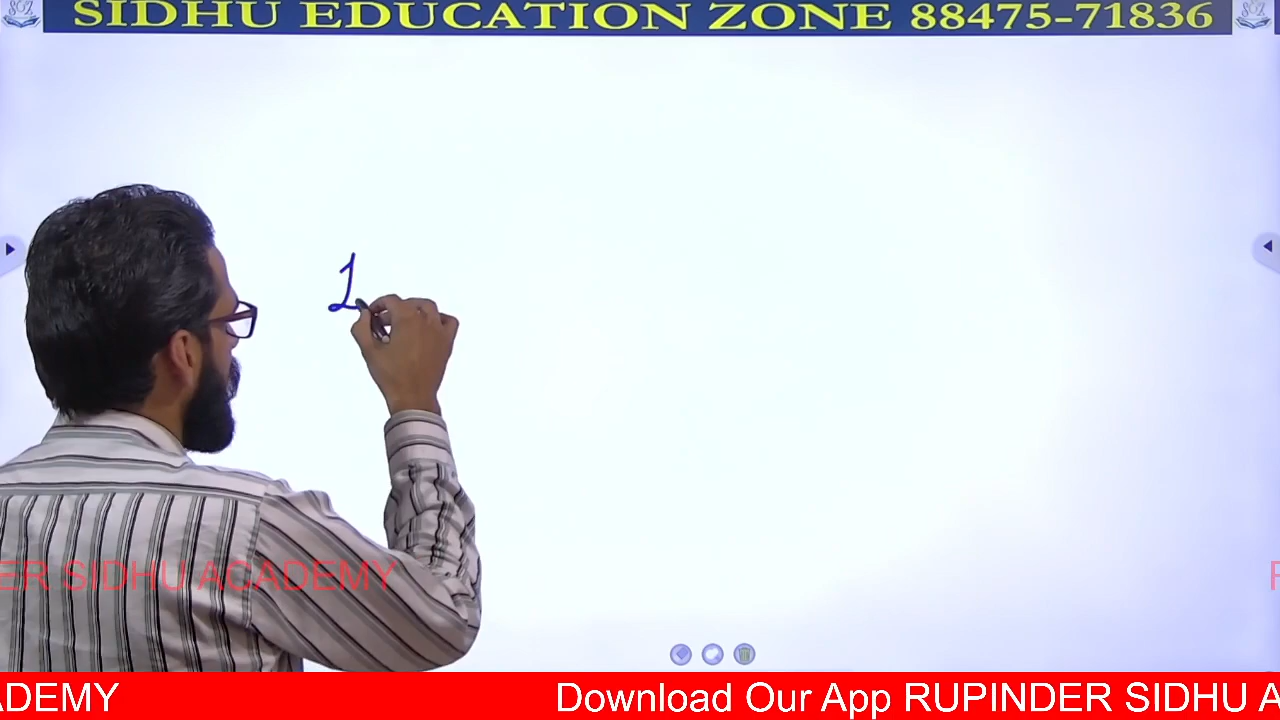 SIDHU EDUCATION ZONE 88475-71836
1
ER SIDHU ACADEMY
ADEMY Download Our App RUPINDER SIDHU A